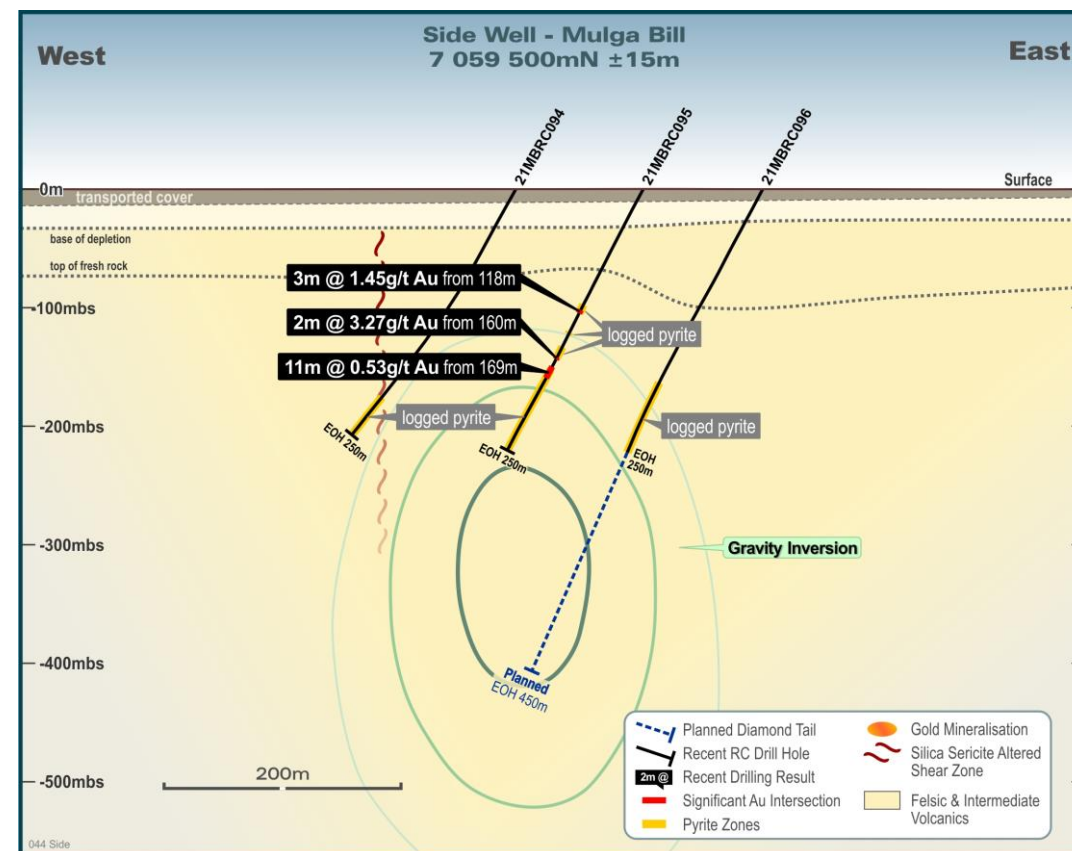 Side Well - Mulga Bill
7 059 500mN ±15m
West
East
21MBRC094
21MBRC095
21MBRC096
0m
transported cover
Surface
base of depletion
top of fresh rock
3m @ 1.45g/t Au from 118m
-100mbs
2m @ 3.27g/t Au from 160m
logged pyrite
11m @ 0.53g/t Au from 169m
-200mbs
logged pyrite
logged pyrite
EOH 250m
EOH 250m
EOH
250m
-300mbs
Gravity Inversion
-400mbs
Planned
EOH 450m
200m
-500mbs
Planned Diamond Tail
Recent RC Drill Hole
2m @
Recent Drilling Result
Significant Au Intersection
Pyrite Zones
Gold Mineralisation
Silica Sericite Altered
Shear Zone
Felsic & Intermediate
Volcanics
044 Side